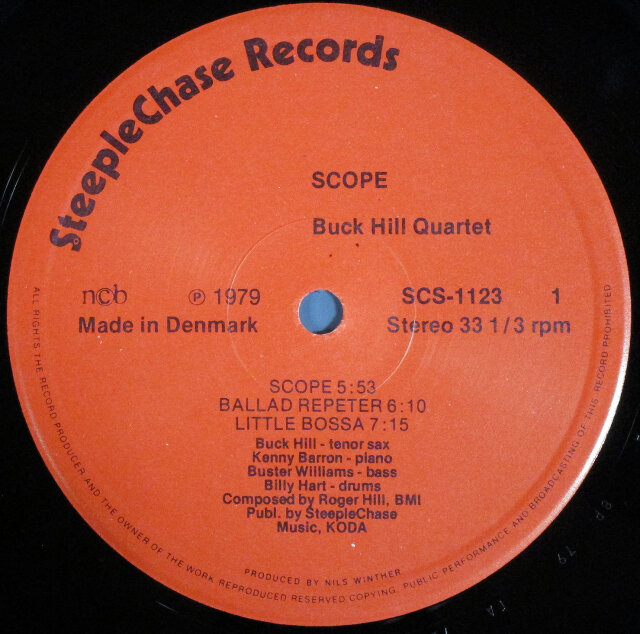 SteepleChase Records
SCOPE
Buck Hill Quartet
ncb ℗ 1979 SCS-1123 1
Made in Denmark Stereo 33 1/3 rpm
SCOPE 5:53
BALLAD REPETER 6:10
LITTLE BOSSA 7:15
Buck Hill - tenor sax
Kenny Barron - piano
Buster Williams - bass
Billy Hart - drums
Composed by Roger Hill, BMI
Publ. by SteepleChase
Music, KODA
PRODUCED BY NILS WINTHER
ALL RIGHTS THE RECORD PRODUCER AND THE OWNER OF THE WORK REPRODUCED RESERVED COPYING. PUBLIC PERFORMANCE AND BROADCASTING OF THIS RECORD PROHIBITED